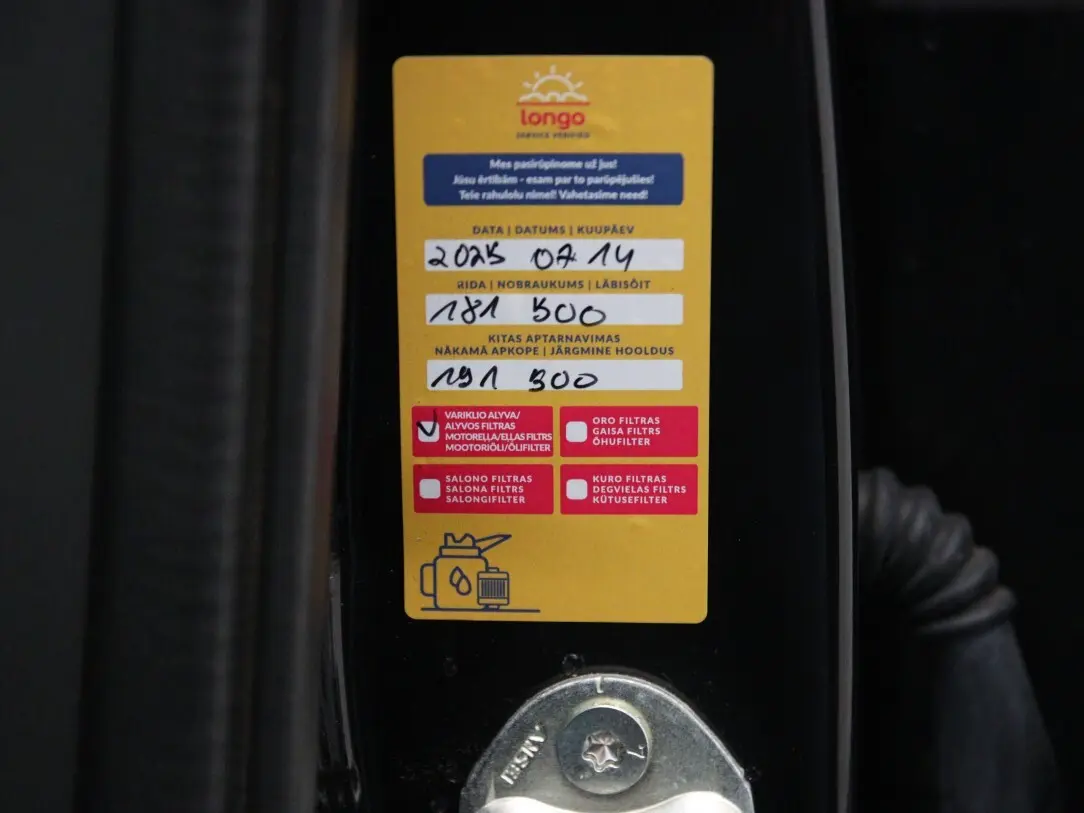 longo
Mes pasirūpinome už jus!
Jūsu ērtībām - esam par to parūpējušies!
Teie rahulolu nimel! Vahetasime need!
DATA | DATUMS | KUUPÄEV
2025 07 14
RIDA | NOBRAUKUMS | LÄBISÕIT
181 500
KITAS APTARNAVIMAS
NĀKAMĀ APKOPE | JÄRGMINE HOOLDUS
191 500
VARIKLIO ALYVA/
ALYVOS FILTRAS
MOTOREĻĻA/EĻĻAS FILTRS
MOOTORIÕLI/ÕLIFILTER
ORO FILTRAS
GAISA FILTRS
ÕHUFILTER
SALONO FILTRAS
SALONA FILTRS
SALONGIFILTER
KURO FILTRAS
DEGVIELAS FILTRS
KÜTUSEFILTER